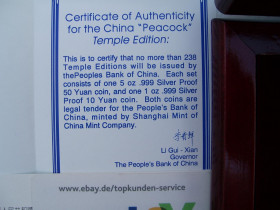 Certificate of Authenticity
for the China "Peacock"
Temple Edition:
This is to certify that no more than 238
Temple Editions will be issued by
thePeoples Bank of China. Each set
consists of one 5 oz .999 Silver Proof
50 Yuan coin, and one 1 oz .999 Silver
Proof 10 Yuan coin. Both coins are
legal tender for the People's Bank of
China, minted by Shanghai Mint of
China Mint Company.
Li Gui - Xian
Governor
The People's Bank of China
www.ebay.de/topkunden-service